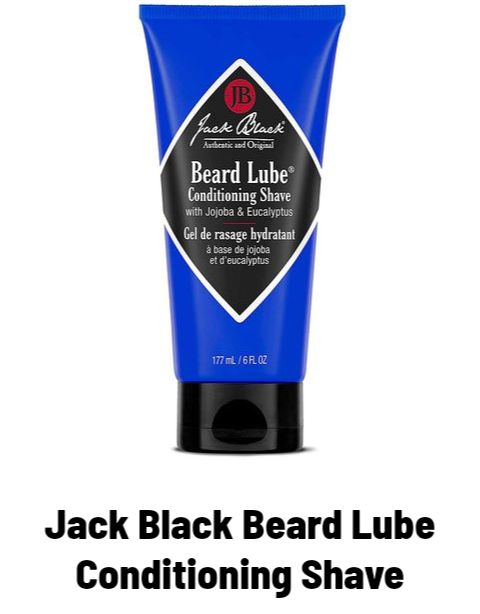 JB
Jack Black®
Authentic and Original
Beard Lube®
Conditioning Shave
with Jojoba & Eucalyptus
Gel de rasage hydratant
à base de jojoba
et d'eucalyptus
177 mL / 6 FL OZ
Jack Black Beard Lube
Conditioning Shave